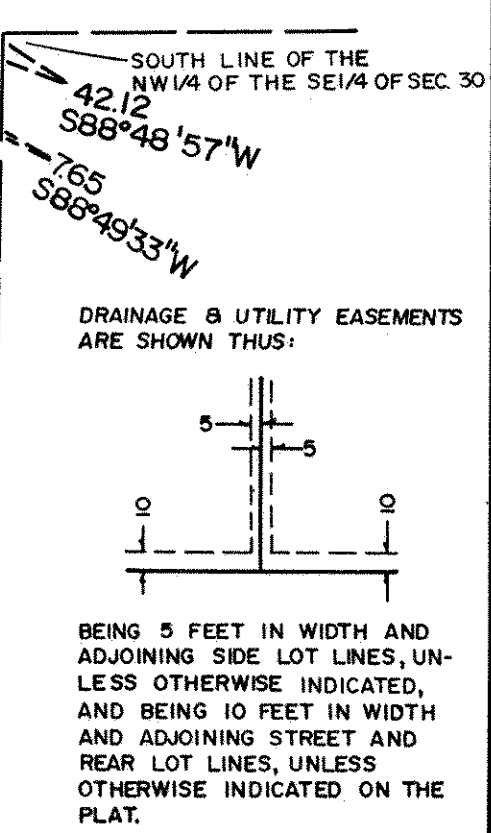 SOUTH LINE OF THE
NW 1/4 OF THE SE1/4 OF SEC. 30
42.12
S88°48'57"W
7.65
S88°49'33"W
DRAINAGE & UTILITY EASEMENTS
ARE SHOWN THUS:
5
5
10
10
BEING 5 FEET IN WIDTH AND
ADJOINING SIDE LOT LINES, UN-
LESS OTHERWISE INDICATED,
AND BEING 10 FEET IN WIDTH
AND ADJOINING STREET AND
REAR LOT LINES, UNLESS
OTHERWISE INDICATED ON THE
PLAT.